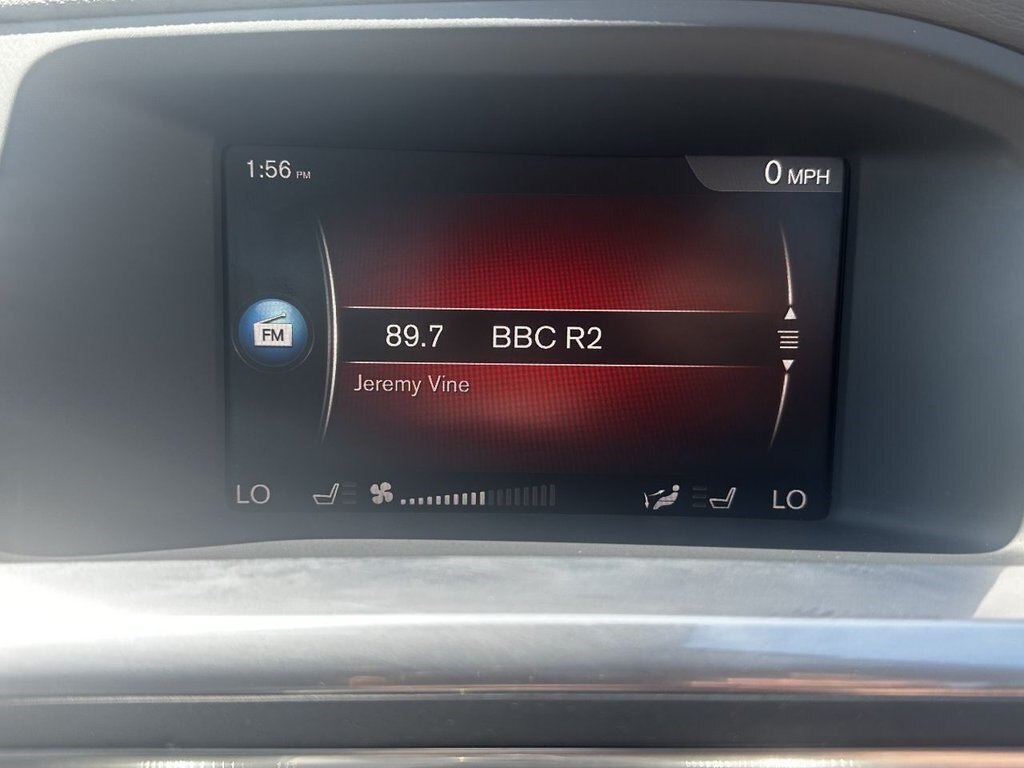 1:56 PM
0 MPH
FM
89.7 BBC R2
Jeremy Vine
LO LO